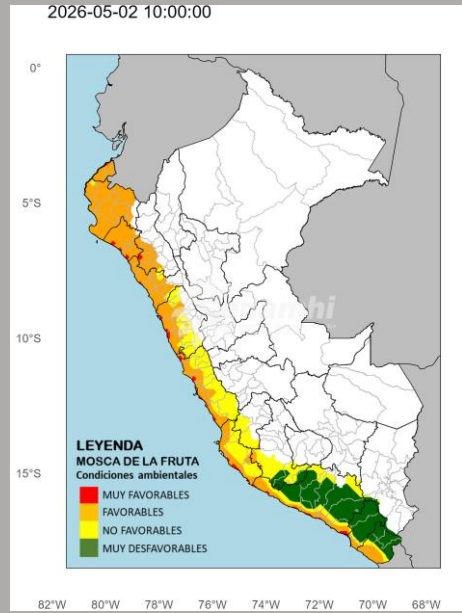 2026-05-02 10:00:00
0°
5°S
10°S
15°S
senamhi
LEYENDA
MOSCA DE LA FRUTA
Condiciones ambientales
MUY FAVORABLES
FAVORABLES
NO FAVORABLES
MUY DESFAVORABLES
82°W 80°W 78°W 76°W 74°W 72°W 70°W 68°W